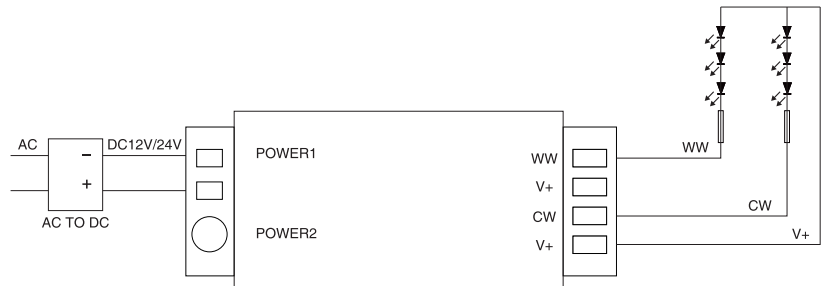 AC
DC12V/24V
−
+
AC TO DC
POWER1
POWER2
WW
V+
CW
V+
WW
CW
V+